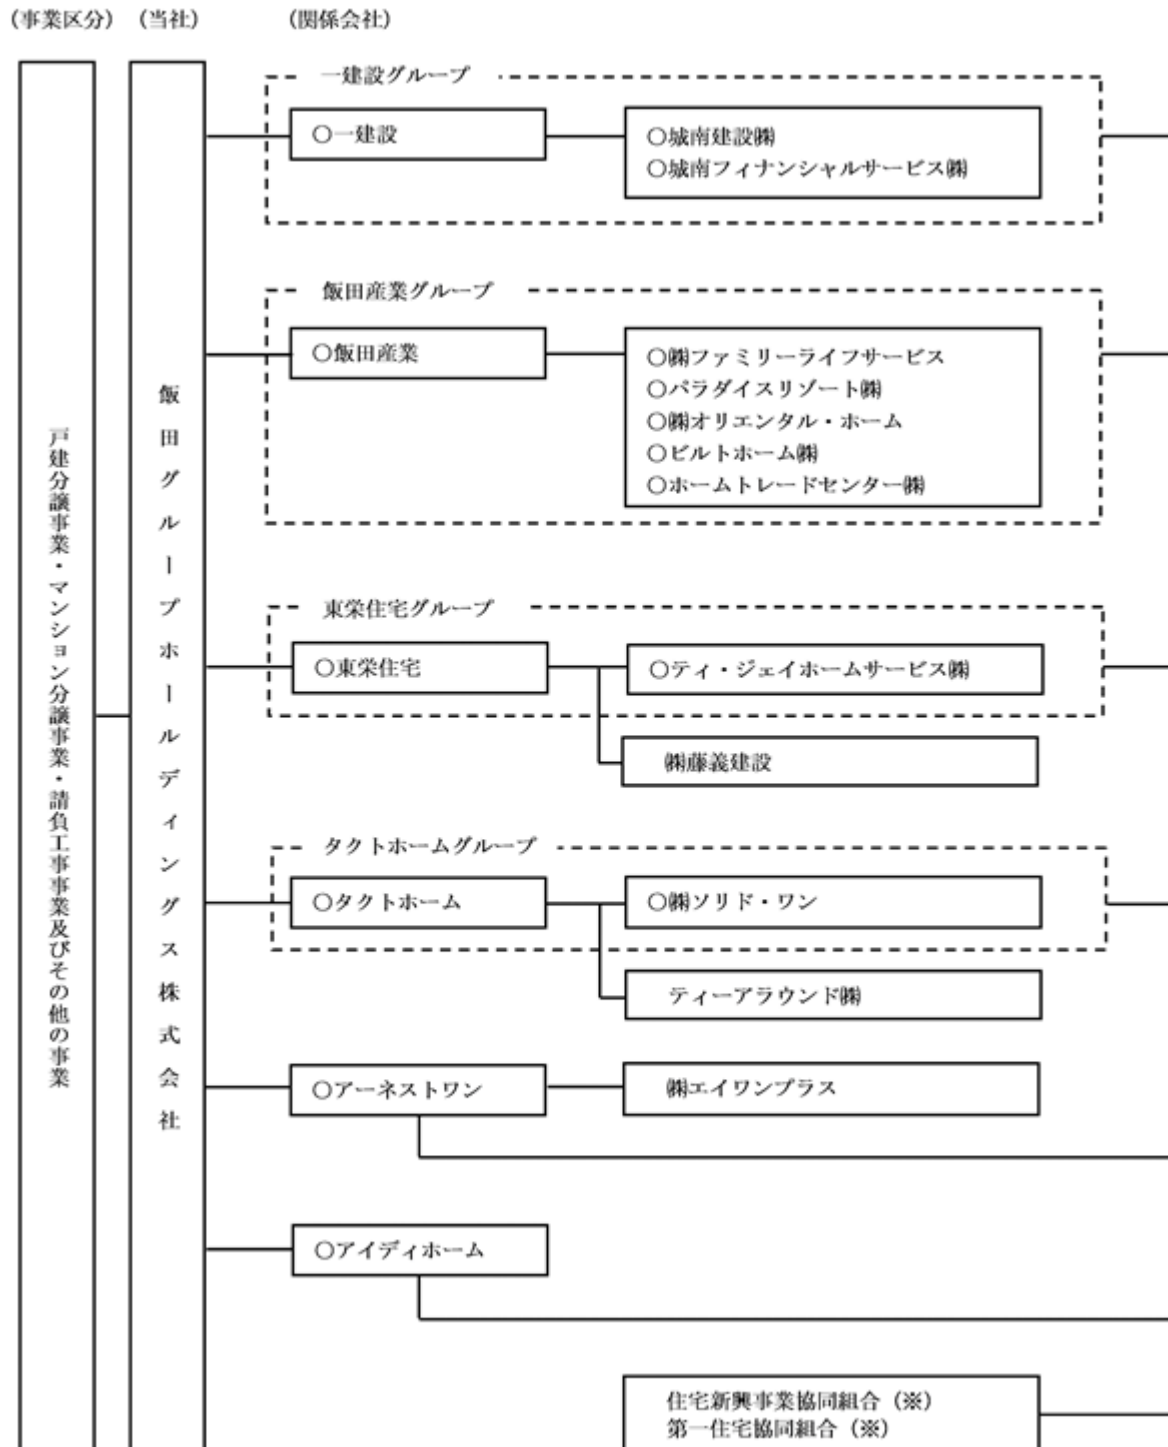 (事業区分) (当社) (関係会社)
戸建分譲事業・マンション分譲事業・請負工事事業及びその他の事業
飯田グループホールディングス株式会社
一建設グループ
○一建設
○城南建設㈱
○城南フィナンシャルサービス㈱
飯田産業グループ
○飯田産業
○㈱ファミリーライフサービス
○パラダイスリゾート㈱
○㈱オリエンタル・ホーム
○ビルトホーム㈱
○ホームトレードセンター㈱
東栄住宅グループ
○東栄住宅
○ティ・ジェイホームサービス㈱
㈱藤義建設
タクトホームグループ
○タクトホーム
○㈱ソリド・ワン
ティーアラウンド㈱
○アーネストワン
㈱エイワンプラス
○アイディホーム
住宅新興事業協同組合(※)
第一住宅協同組合(※)